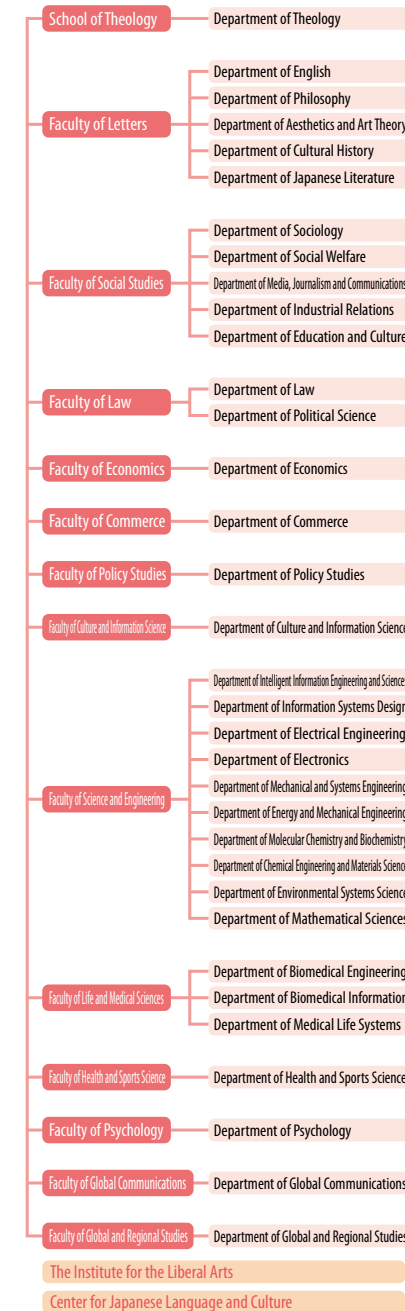 School of Theology
Department of Theology
Faculty of Letters
Department of English
Department of Philosophy
Department of Aesthetics and Art Theory
Department of Cultural History
Department of Japanese Literature
Faculty of Social Studies
Department of Sociology
Department of Social Welfare
Department of Media, Journalism and Communications
Department of Industrial Relations
Department of Education and Culture
Faculty of Law
Department of Law
Department of Political Science
Faculty of Economics
Department of Economics
Faculty of Commerce
Department of Commerce
Faculty of Policy Studies
Department of Policy Studies
Faculty of Culture and Information Science
Department of Culture and Information Science
Faculty of Science and Engineering
Department of Intelligent Information Engineering and Sciences
Department of Information Systems Design
Department of Electrical Engineering
Department of Electronics
Department of Mechanical and Systems Engineering
Department of Energy and Mechanical Engineering
Department of Molecular Chemistry and Biochemistry
Department of Chemical Engineering and Materials Science
Department of Environmental Systems Science
Department of Mathematical Sciences
Faculty of Life and Medical Sciences
Department of Biomedical Engineering
Department of Biomedical Information
Department of Medical Life Systems
Faculty of Health and Sports Science
Department of Health and Sports Science
Faculty of Psychology
Department of Psychology
Faculty of Global Communications
Department of Global Communications
Faculty of Global and Regional Studies
Department of Global and Regional Studies
The Institute for the Liberal Arts
Center for Japanese Language and Culture